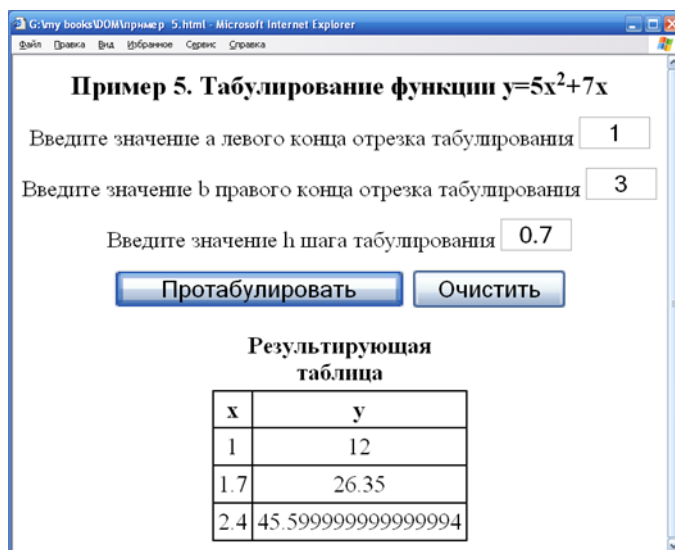 G:\my books\DOM\пример 5.html - Microsoft Internet Explorer
Файл Правка Вид Избранное Сервис Справка
Пример 5. Табулирование функции y=5x²+7x
Введите значение a левого конца отрезка табулирования 1
Введите значение b правого конца отрезка табулирования 3
Введите значение h шага табулирования 0.7
Протабулировать Очистить
Результирующая
таблица
x y
1 12
1.7 26.35
2.4 45.599999999999994